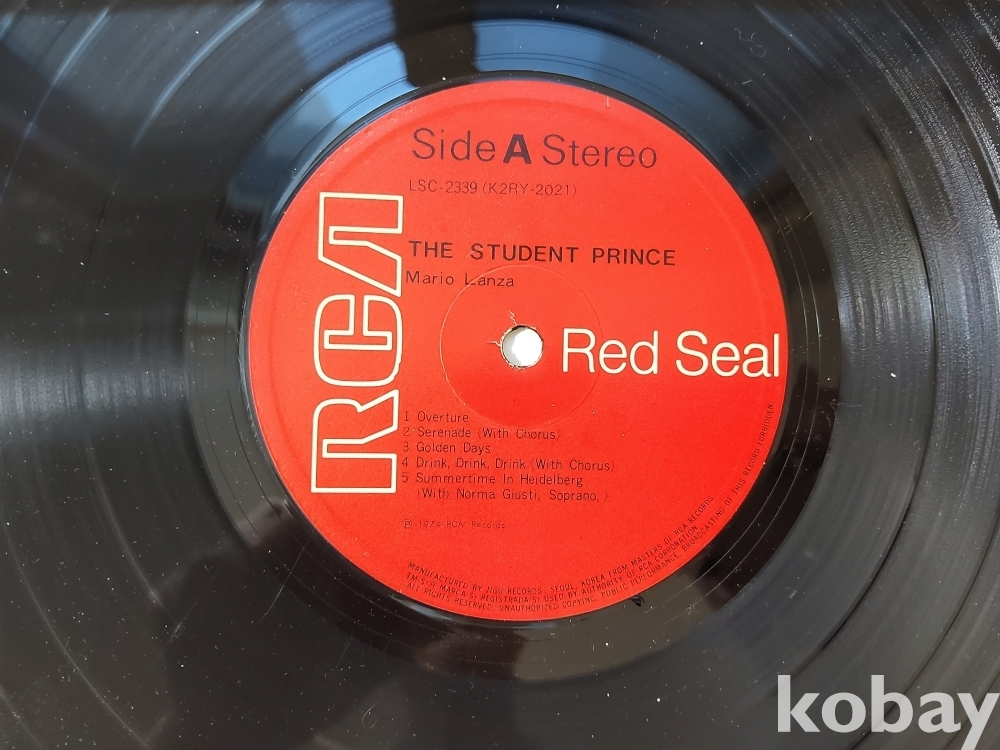 Side A Stereo
LSC-2339 (K2RY-2021)
THE STUDENT PRINCE
Mario Lanza
RCA
Red Seal
1 Overture
2 Serenade (With Chorus)
3 Golden Days
4 Drink, Drink, Drink (With Chorus)
5 Summertime In Heidelberg
(With Norma Giusti, Soprano,)
Ⓟ 1974 RCA Records
MANUFACTURED BY JIGU RECORDS, SEOUL, KOREA FROM MASTERS OF RCA RECORDS
TM.S-® MARCA-S) REGISTRADA-S) USED BY AUTHORITY OF RCA CORPORATION
ALL RIGHTS RESERVED. UNAUTHORIZED COPYING, PUBLIC PERFORMANCE, BROADCASTING OF THIS RECORD FORBIDDEN
kobay